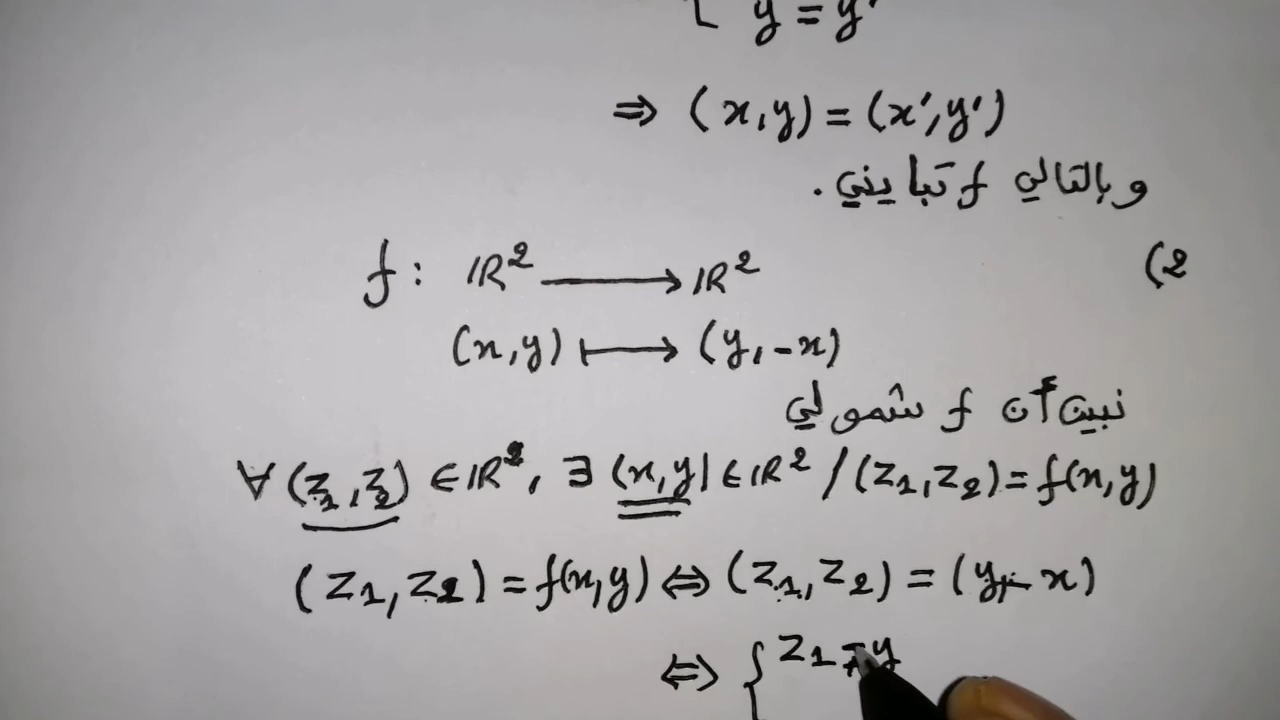 { y = y'
⇒ (x,y) = (x',y')
وبالتالي f تبايني.
2) f : ℝ² ⟶ ℝ²
(x,y) ⟼ (y,-x)
نبين أن f شمولي
∀ (z₁,z₂) ∈ ℝ², ∃ (x,y) ∈ ℝ² / (z₁,z₂) = f(x,y)
(z₁,z₂) = f(x,y) ⇔ (z₁,z₂) = (y,-x)
⇔ { z₁ = y